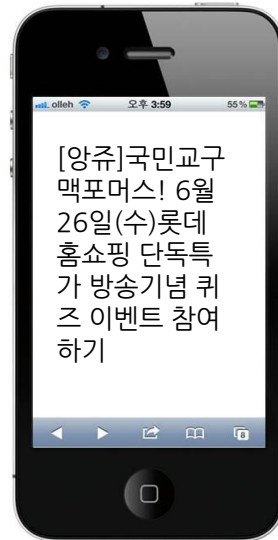 olleh 오후 3:59 55%
[앙쥬]국민교구
맥포머스! 6월
26일(수)롯데
홈쇼핑 단독특
가 방송기념 퀴
즈 이벤트 참여
하기
8